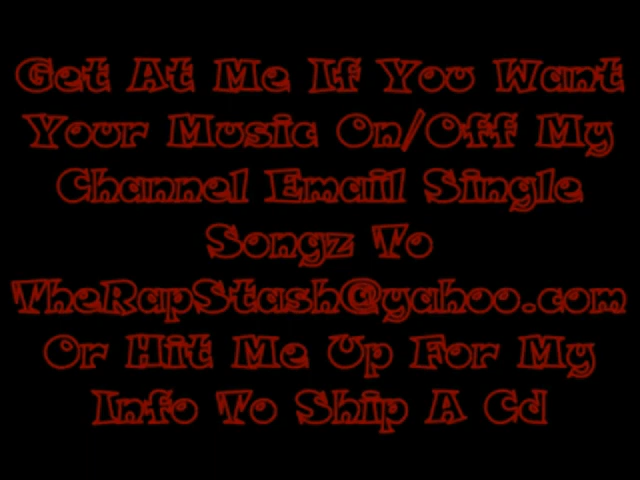 Get At Me If You Want
Your Music On/Off My
Channel Email Single
Songz To
TheRapStash@yahoo.com
Or Hit Me Up For My
Info To Ship A Cd